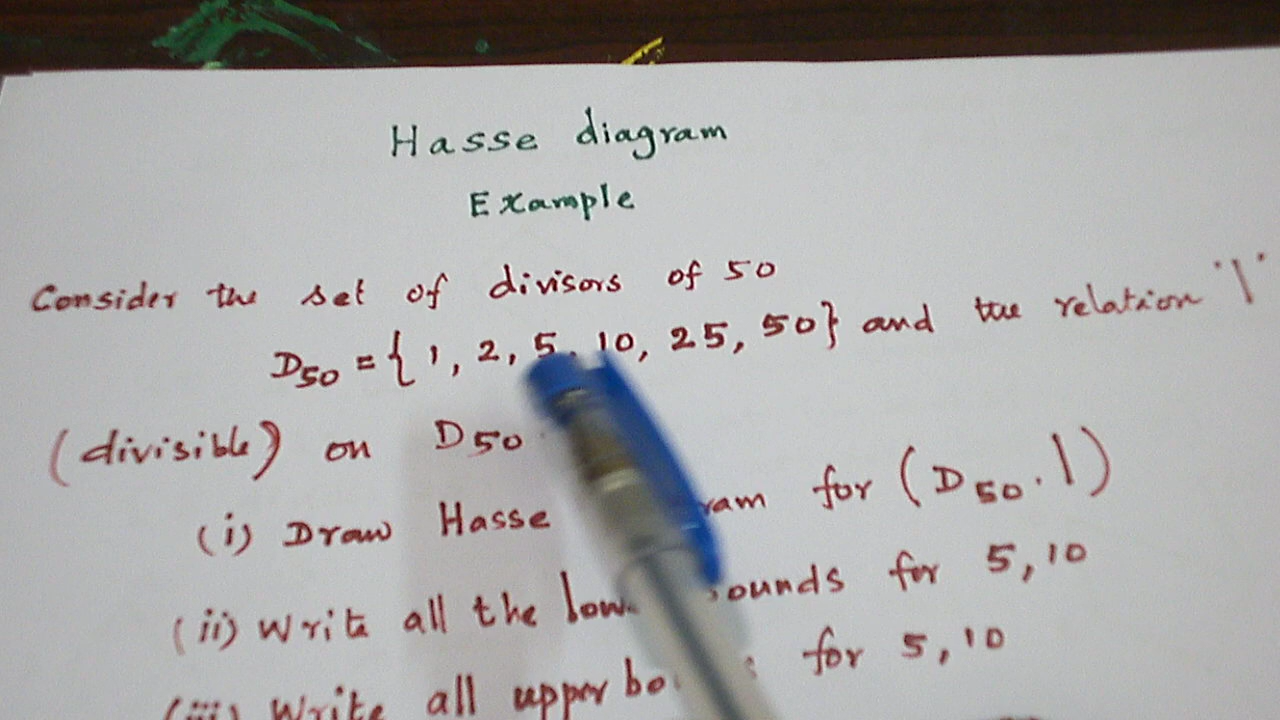 Hasse diagram
Example
Consider the set of divisors of 50
D50 = { 1, 2, 5, 10, 25, 50} and the relation '|'
(divisible) on D50.
(i) Draw Hasse for (D50, |)
(ii) Write all the for 5, 10
(iii) Write all upper for 5, 10